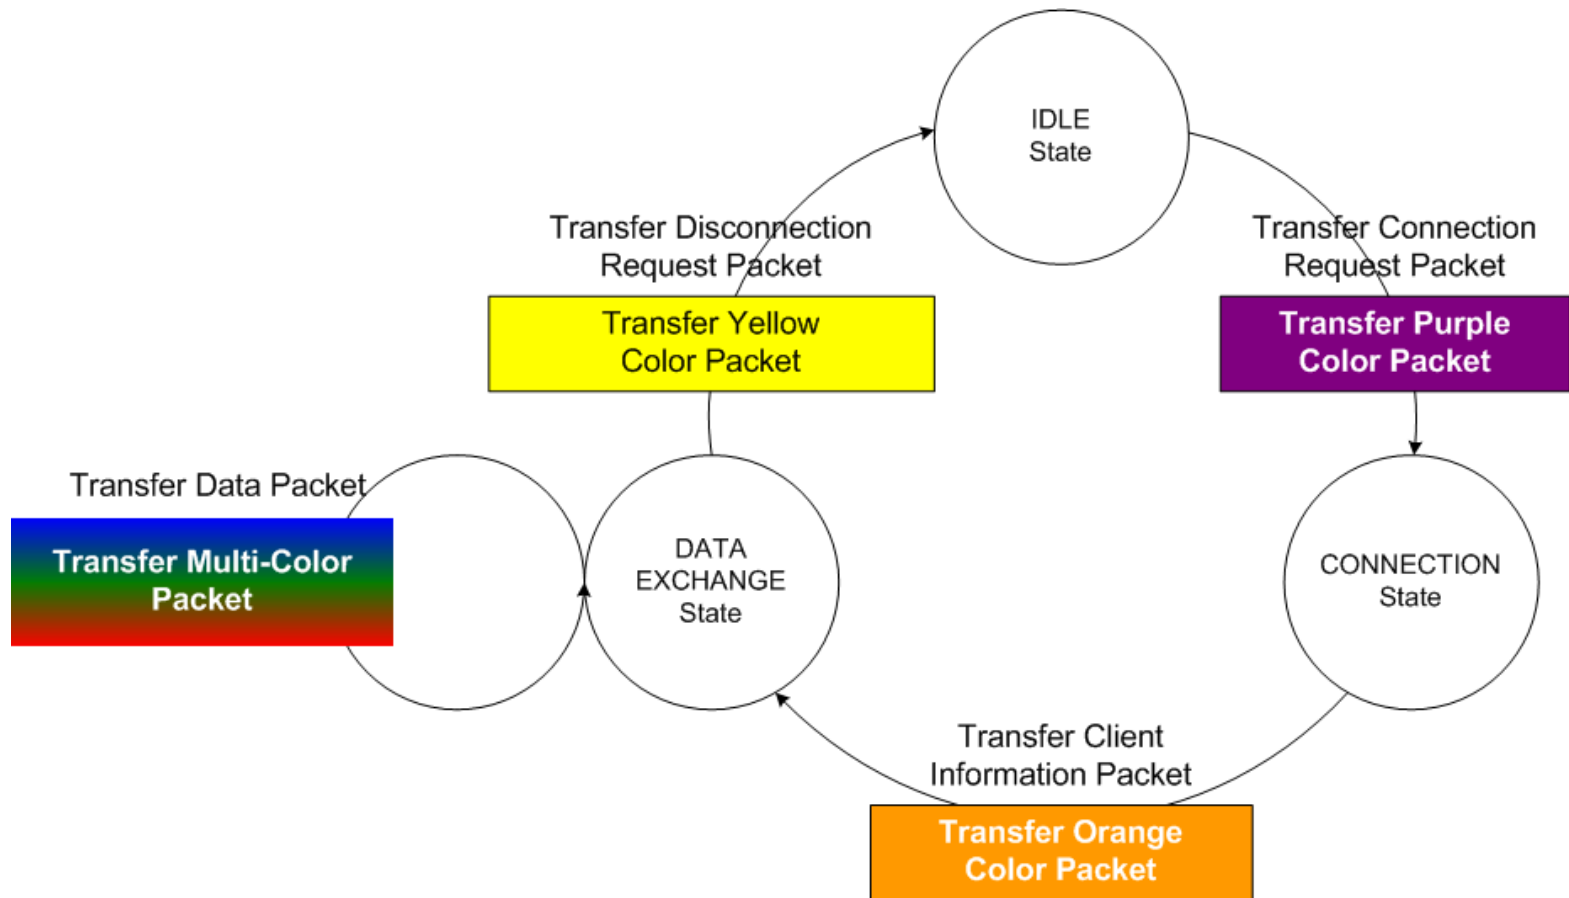 IDLE
State
Transfer Disconnection
Request Packet
Transfer Connection
Request Packet
Transfer Yellow
Color Packet
Transfer Purple
Color Packet
Transfer Data Packet
Transfer Multi-Color
Packet
DATA
EXCHANGE
State
CONNECTION
State
Transfer Client
Information Packet
Transfer Orange
Color Packet